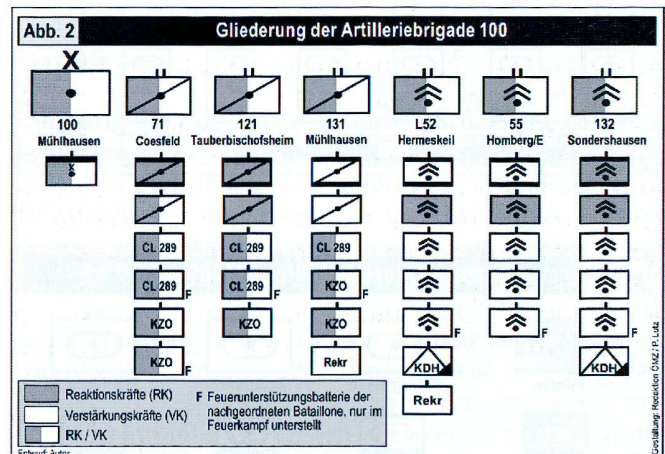 Abb. 2
Gliederung der Artilleriebrigade 100
X
100 71 121 131 L52 55 132
Mühlhausen Coesfeld Tauberbischofsheim Mühlhausen Hermeskeil Homberg/E Sondershausen
CL 289 CL 289 CL 289
CL 289 CL 289 F KZO F F F
KZO KZO KZO F F
KZO F Rekr KDH KDH
Rekr
Reaktionskräfte (RK)
Verstärkungskräfte (VK)
RK / VK
F Feuerunterstützungsbatterie der
nachgeordneten Bataillone, nur im
Feuerkampf unterstellt
Entwurf: Autor
Gestaltung: Redaktion ÖMZ / P. Lutz